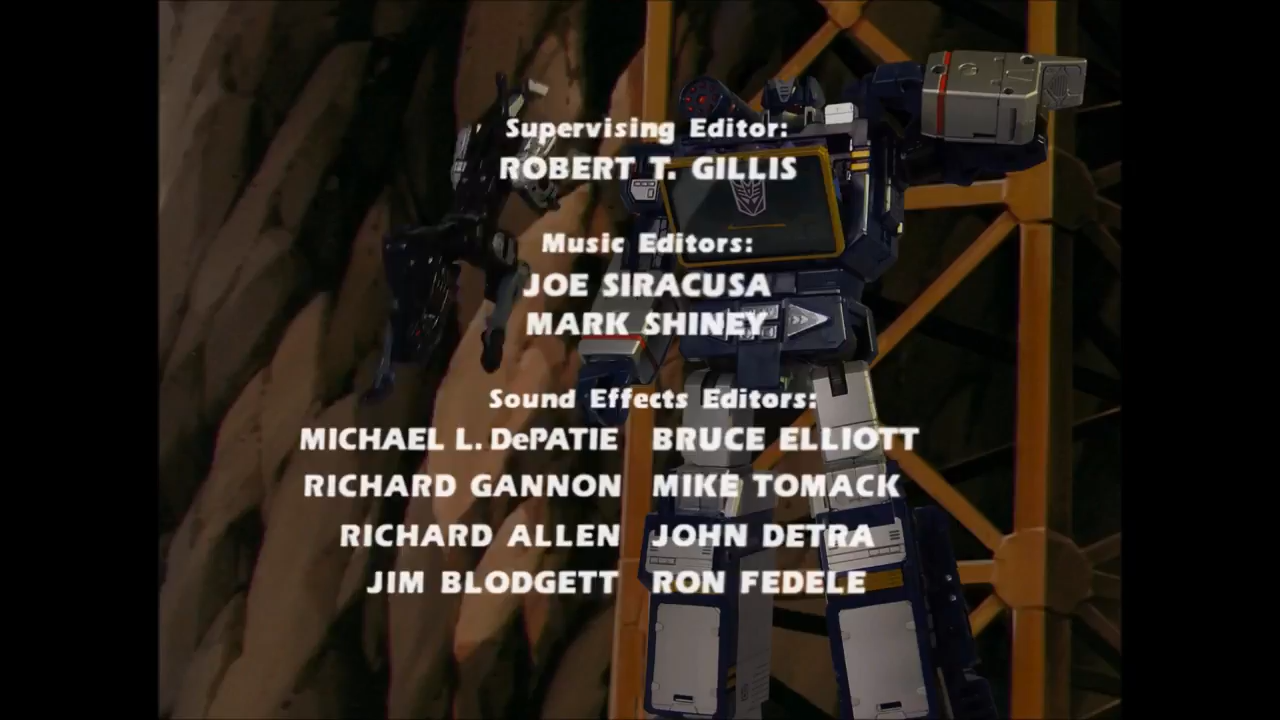 Supervising Editor:
ROBERT T. GILLIS
Music Editors:
JOE SIRACUSA
MARK SHINEY
Sound Effects Editors:
MICHAEL L. DePATIE BRUCE ELLIOTT
RICHARD GANNON MIKE TOMACK
RICHARD ALLEN JOHN DETRA
JIM BLODGETT RON FEDELE